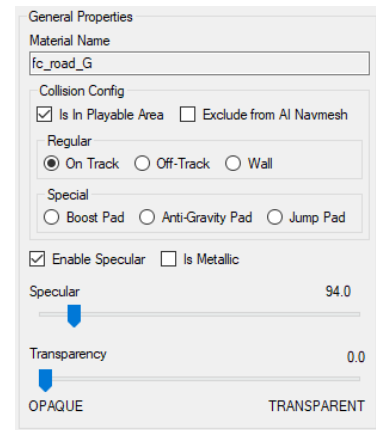 General Properties
Material Name
fc_road_G
Collision Config
Is In Playable Area Exclude from AI Navmesh
Regular
On Track Off-Track Wall
Special
Boost Pad Anti-Gravity Pad Jump Pad
Enable Specular Is Metallic
Specular 94.0
Transparency 0.0
OPAQUE TRANSPARENT